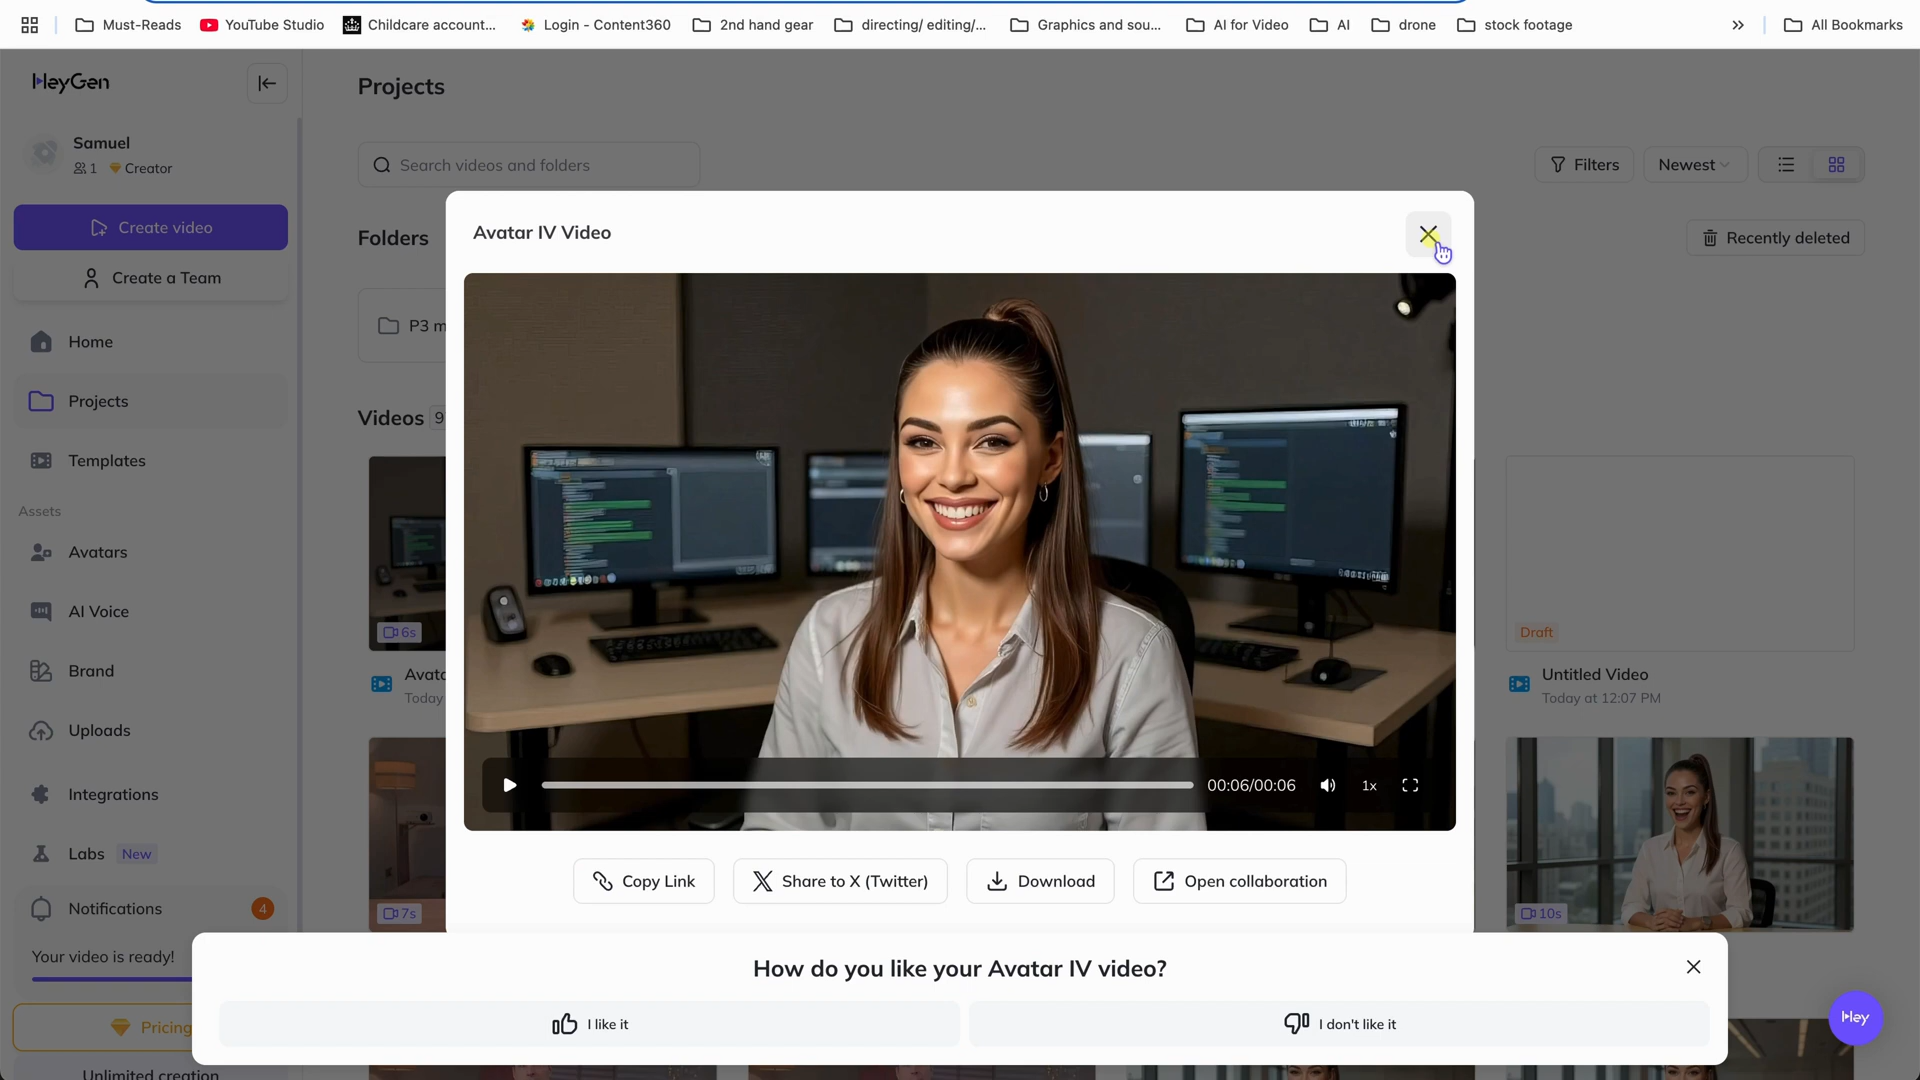 Must-Reads
YouTube Studio
Childcare account...
Login - Content360
2nd hand gear
directing/ editing/...
Graphics and sou...
AI for Video
AI
drone
stock footage
»
All Bookmarks
HeyGen
Samuel
1
Creator
Create video
Create a Team
Home
Projects
Templates
Assets
Avatars
AI Voice
Brand
Uploads
Integrations
Labs New
Notifications 4
Your video is ready!
Pricing
Unlimited creation
Projects
Search videos and folders
Filters
Newest
Folders
Recently deleted
P3 m
Videos 9
6s
Avata
Today
7s
Draft
Untitled Video
Today at 12:07 PM
10s
Avatar IV Video
00:06/00:06
1x
Copy Link
Share to X (Twitter)
Download
Open collaboration
How do you like your Avatar IV video?
I like it
I don't like it
Hey